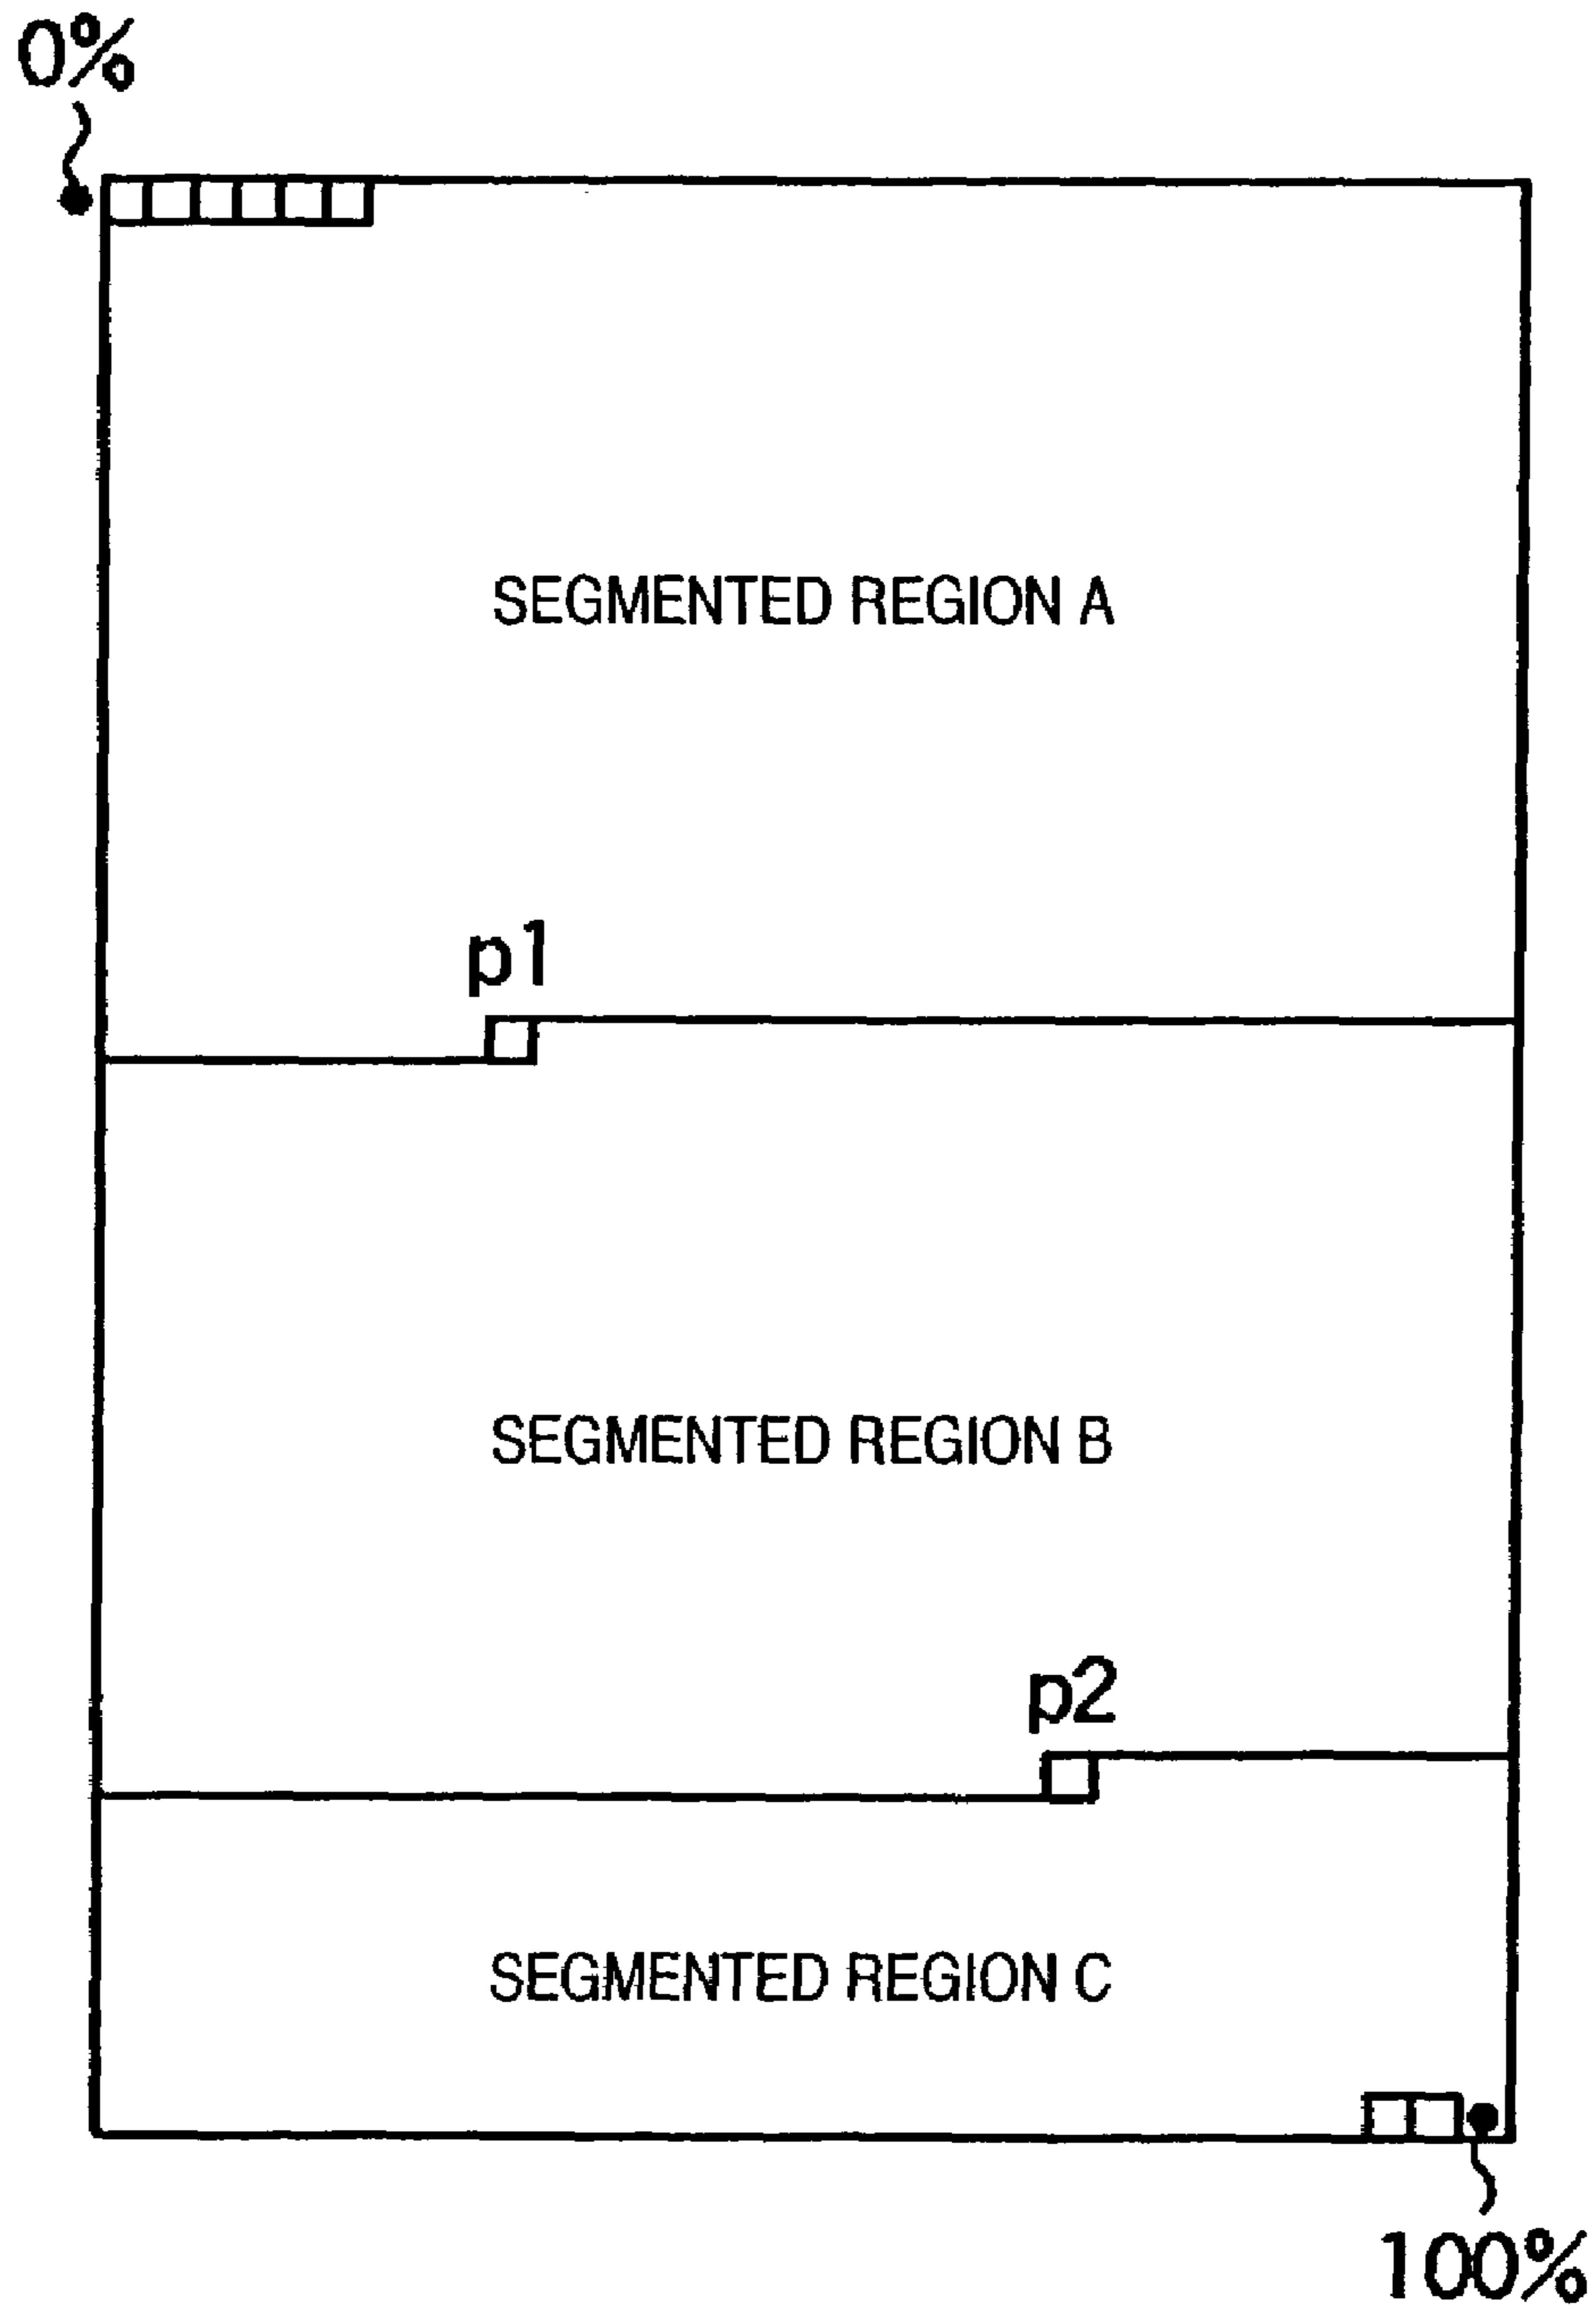 0%
SEGMENTED REGION A
p1
SEGMENTED REGION B
p2
SEGMENTED REGION C
100%